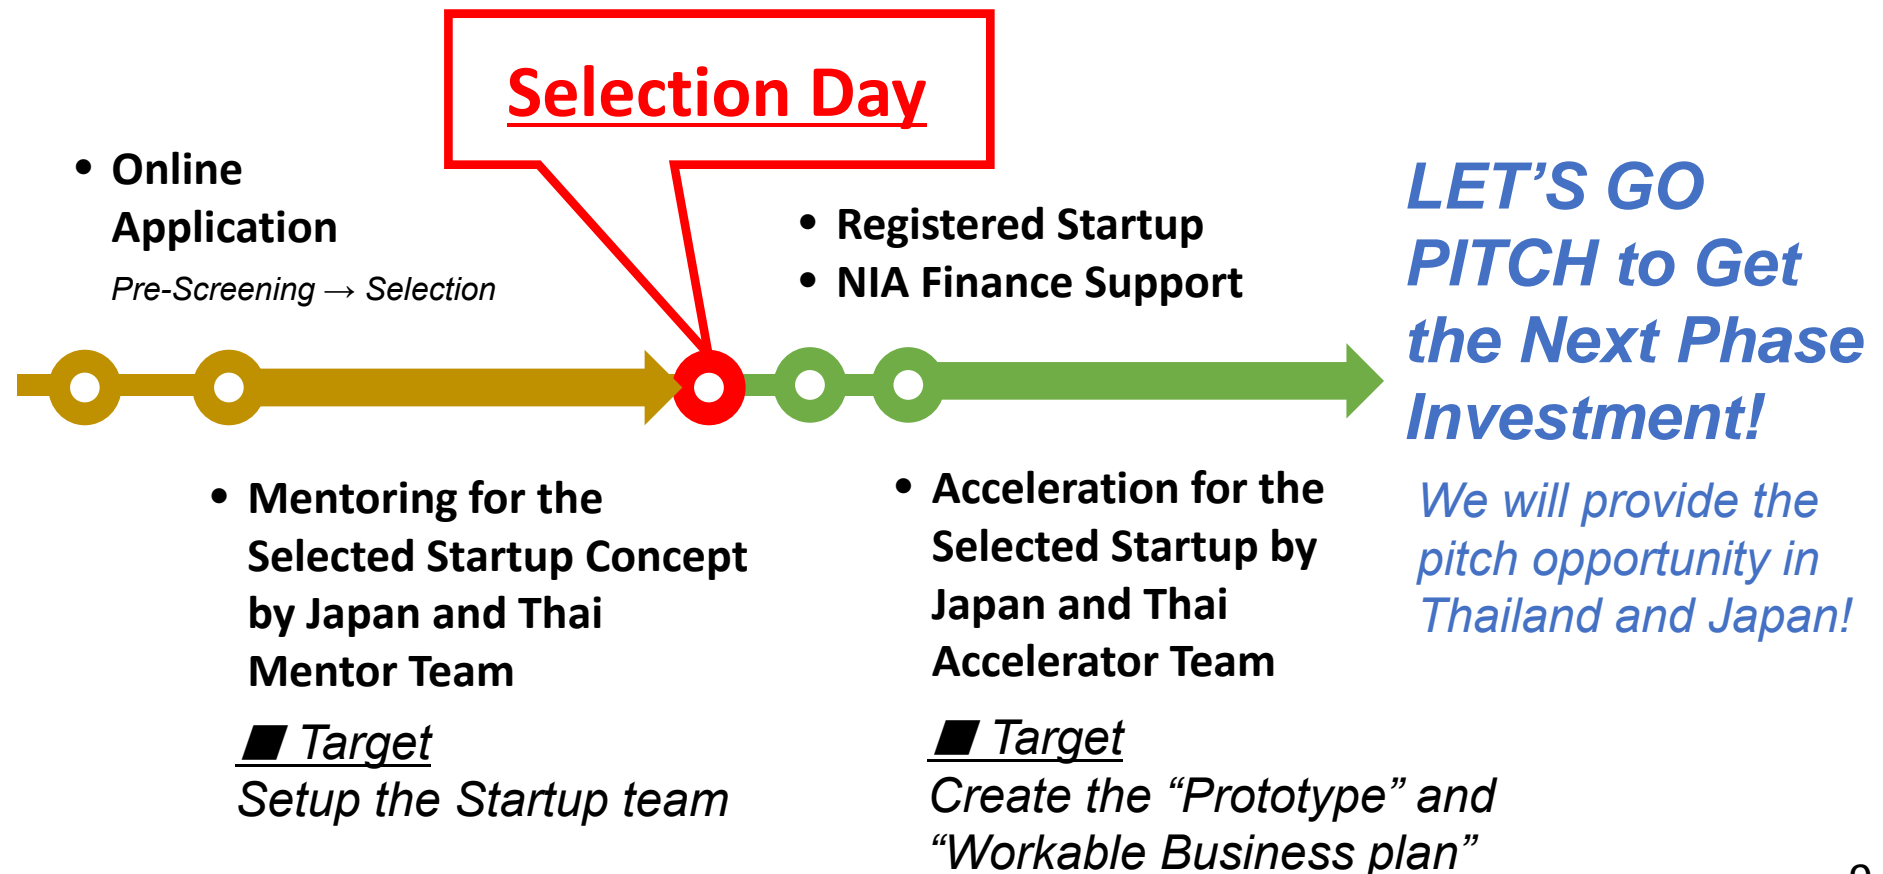 Selection Day
• Online
Application
Pre-Screening → Selection
• Registered Startup
• NIA Finance Support
LET’S GO
PITCH to Get
the Next Phase
Investment!
We will provide the
pitch opportunity in
Thailand and Japan!
• Mentoring for the
Selected Startup Concept
by Japan and Thai
Mentor Team
■ Target
Setup the Startup team
• Acceleration for the
Selected Startup by
Japan and Thai
Accelerator Team
■ Target
Create the “Prototype” and
“Workable Business plan”